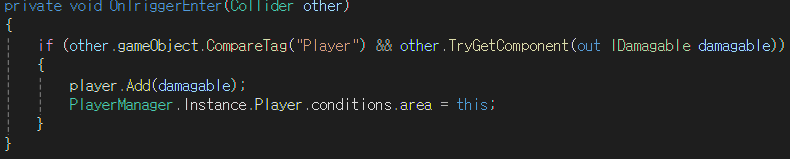 private void OnTriggerEnter(Collider other)
{
if (other.gameObject.CompareTag("Player") && other.TryGetComponent(out IDamagable damagable))
{
player.Add(damagable);
PlayerManager.Instance.Player.conditions.area = this;
}
}